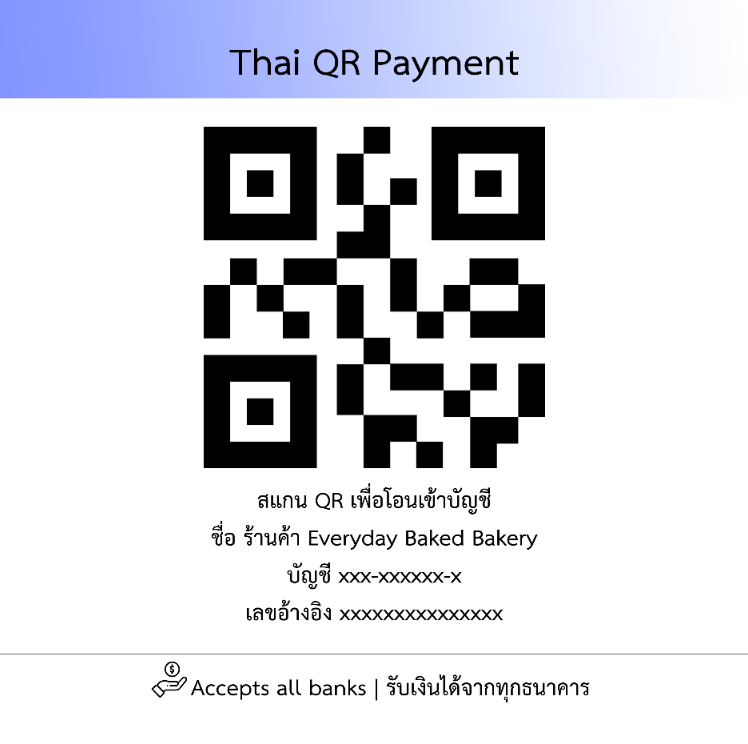 Thai QR Payment
สแกน QR เพื่อโอนเข้าบัญชี
ชื่อ ร้านค้า Everyday Baked Bakery
บัญชี xxx-xxxxxx-x
เลขอ้างอิง xxxxxxxxxxxxxxx
$
Accepts all banks | รับเงินได้จากทุกธนาคาร